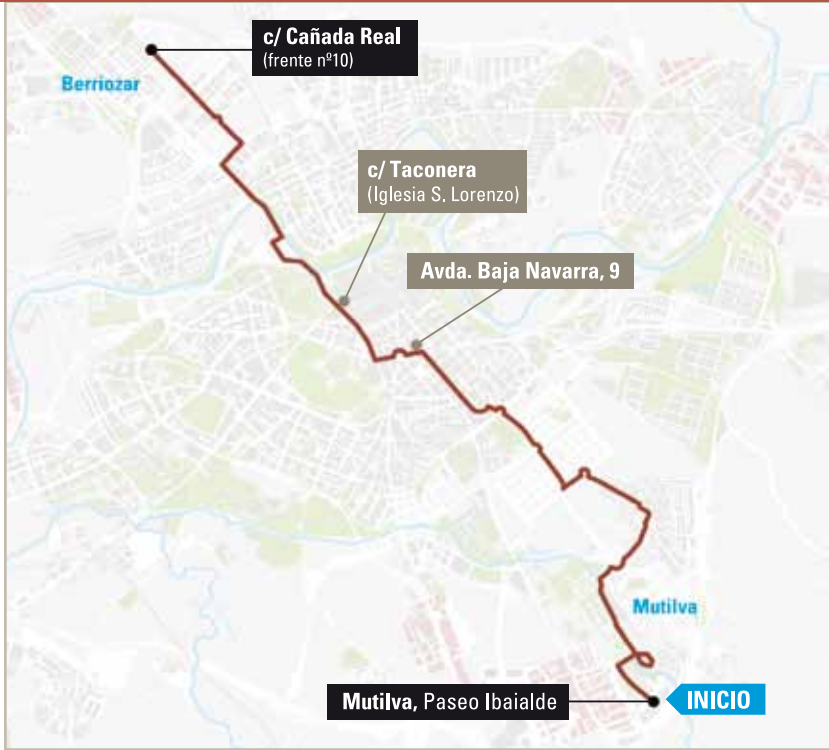 c/ Cañada Real
(frente nº10)
Berriozar
c/ Taconera
(Iglesia S. Lorenzo)
Avda. Baja Navarra, 9
Mutilva
Mutilva, Paseo Ibaialde
INICIO